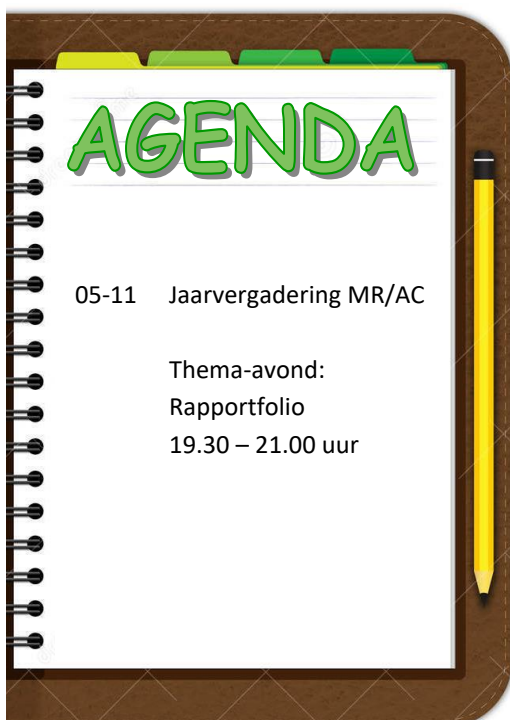 AGENDA
05-11 Jaarvergadering MR/AC
Thema-avond:
Rapportfolio
19.30 – 21.00 uur